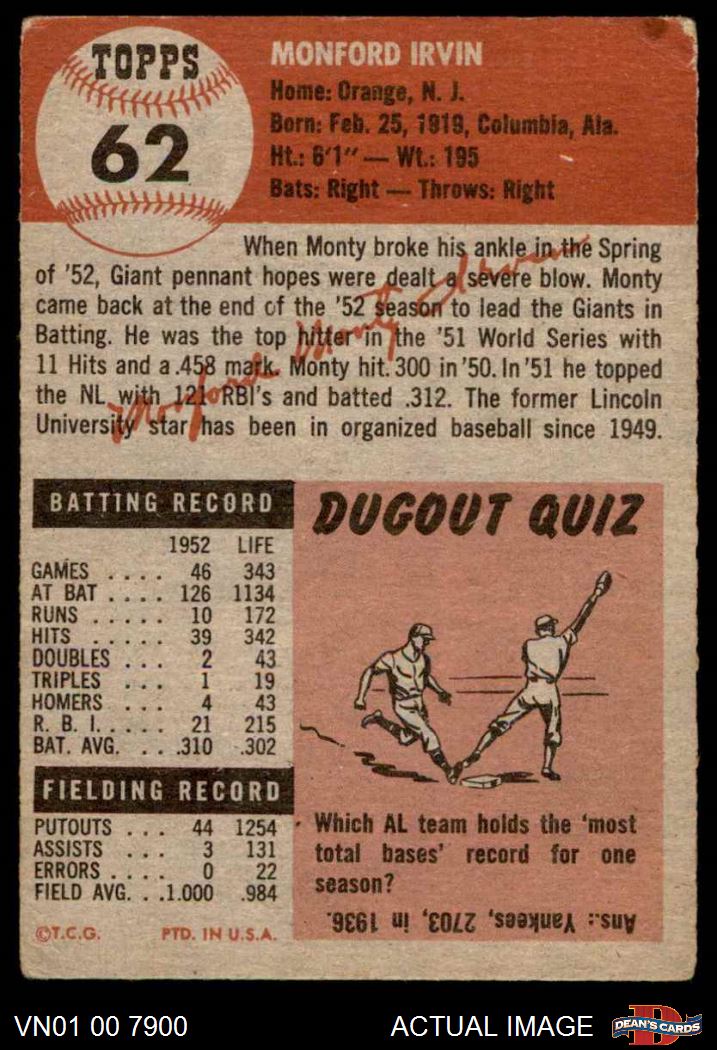 TOPPS
62
MONFORD IRVIN
Home: Orange, N. J.
Born: Feb. 25, 1919, Columbia, Ala.
Ht.: 6'1" — Wt.: 195
Bats: Right — Throws: Right
When Monty broke his ankle in the Spring
of '52, Giant pennant hopes were dealt a severe blow. Monty
came back at the end of the '52 season to lead the Giants in
Batting. He was the top hitter in the '51 World Series with
11 Hits and a .458 mark. Monty hit .300 in '50. In '51 he topped
the NL with 121 RBI's and batted .312. The former Lincoln
University star has been in organized baseball since 1949.
Monford Monty Irvin
BATTING RECORD
1952 LIFE
GAMES .... 46 343
AT BAT .... 126 1134
RUNS ..... 10 172
HITS ..... 39 342
DOUBLES ... 2 43
TRIPLES ... 1 19
HOMERS ... 4 43
R. B. I. .... 21 215
BAT. AVG. ... .310 .302
FIELDING RECORD
PUTOUTS ... 44 1254
ASSISTS ... 3 131
ERRORS .... 0 22
FIELD AVG. ..1.000 .984
©T.C.G. PTD. IN U.S.A.
DUGOUT QUIZ
Which AL team holds the 'most
total bases' record for one
season?
Ans.: Yankees, 2703, in 1936.
VN01 00 7900
ACTUAL IMAGE
D
DEAN'S CARDS